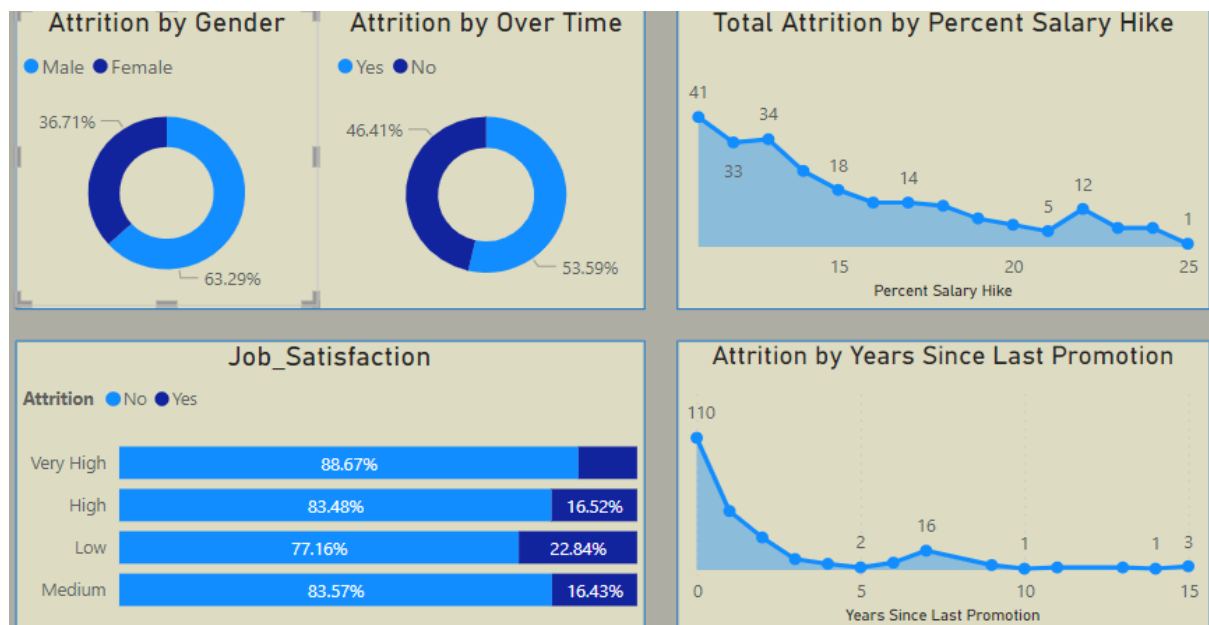 Attrition by Gender
Male Female
36.71%
63.29%
Attrition by Over Time
Yes No
46.41%
53.59%
Total Attrition by Percent Salary Hike
41
34
33
18
14
5
12
1
15 20 25
Percent Salary Hike
Job_Satisfaction
Attrition No Yes
Very High 88.67%
High 83.48% 16.52%
Low 77.16% 22.84%
Medium 83.57% 16.43%
Attrition by Years Since Last Promotion
110
2
16
1
1
3
0 5 10 15
Years Since Last Promotion